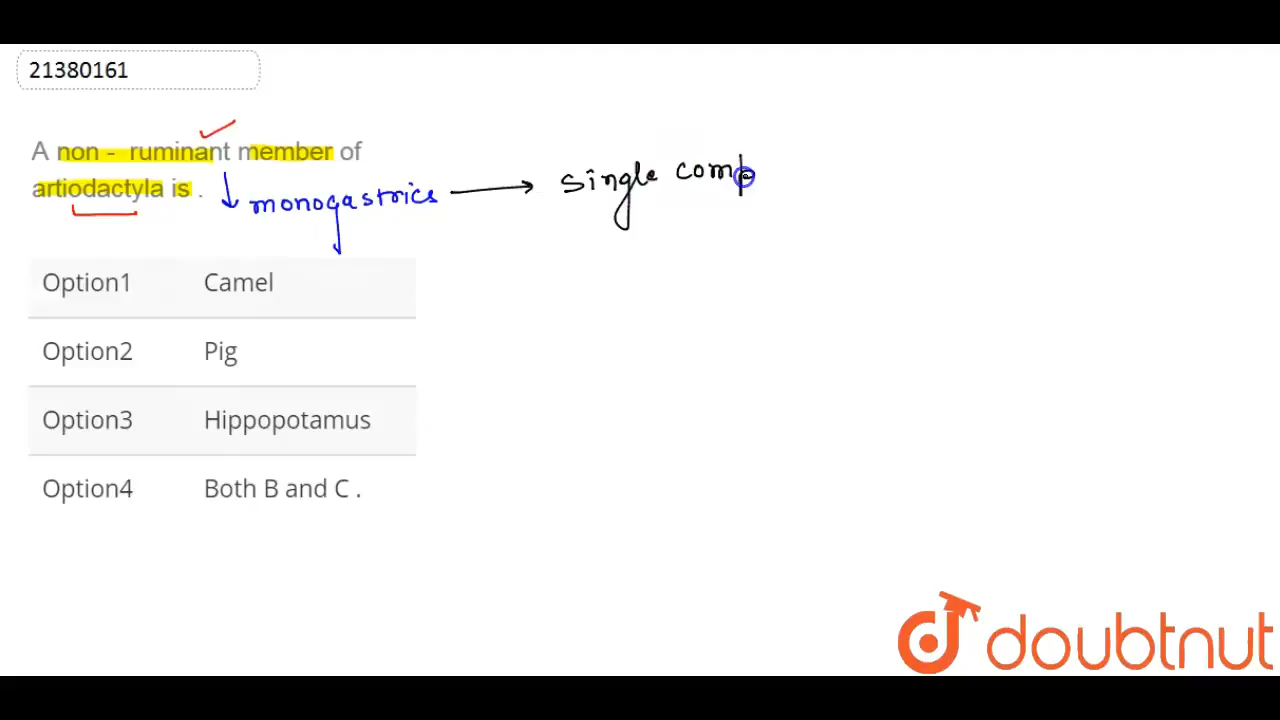 21380161
A non - ruminant member of
artiodactyla is .
monogastrics → single comp
Option1 Camel
Option2 Pig
Option3 Hippopotamus
Option4 Both B and C .
doubtnut